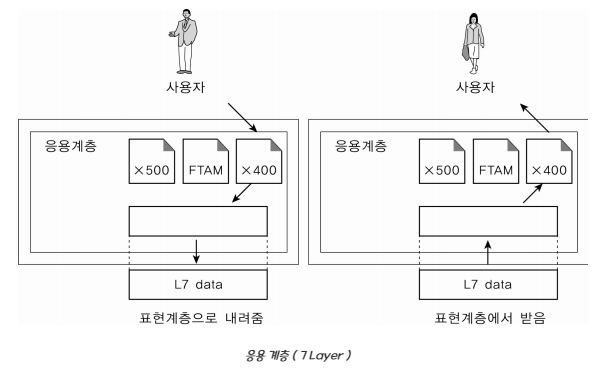 사용자 사용자
응용계층 응용계층
×500 FTAM ×400 ×500 FTAM ×400
L7 data L7 data
표현계층으로 내려줌 표현계층에서 받음
응용 계층 ( 7 Layer )